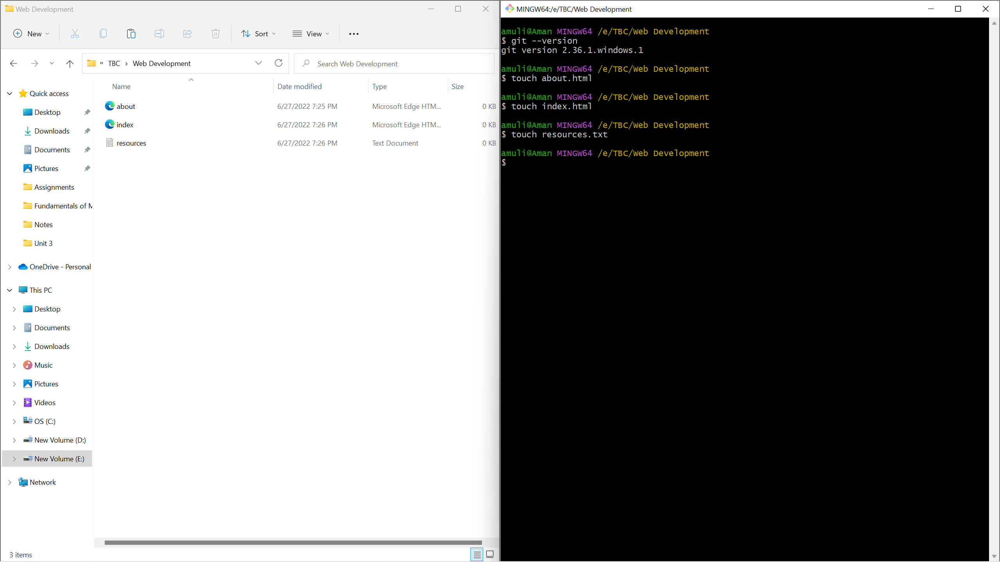 Web Development
New
Sort
View
« TBC > Web Development
Search Web Development
Name
Date modified
Type
Size
about
6/27/2022 7:25 PM
Microsoft Edge HTM...
0 KB
index
6/27/2022 7:26 PM
Microsoft Edge HTM...
0 KB
resources
6/27/2022 7:26 PM
Text Document
0 KB
Quick access
Desktop
Downloads
Documents
Pictures
Assignments
Fundamentals of M
Notes
Unit 3
OneDrive - Personal
This PC
Desktop
Documents
Downloads
Music
Pictures
Videos
OS (C:)
New Volume (D:)
New Volume (E:)
Network
3 items
MINGW64:/e/TBC/Web Development
amuli@Aman MINGW64 /e/TBC/Web Development
$ git --version
git version 2.36.1.windows.1
amuli@Aman MINGW64 /e/TBC/Web Development
$ touch about.html
amuli@Aman MINGW64 /e/TBC/Web Development
$ touch index.html
amuli@Aman MINGW64 /e/TBC/Web Development
$ touch resources.txt
amuli@Aman MINGW64 /e/TBC/Web Development
$